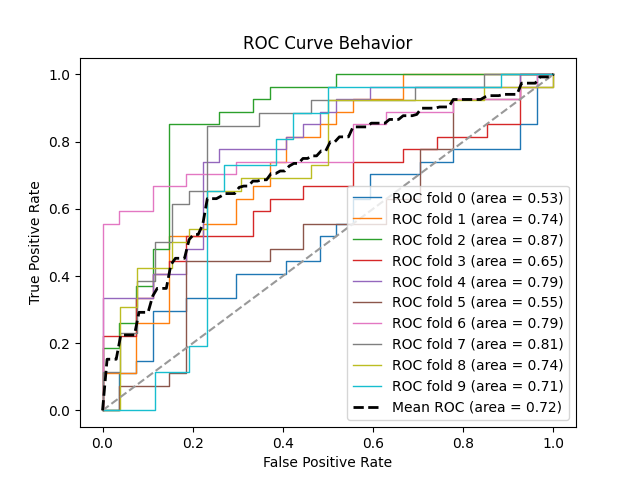 ROC Curve Behavior
True Positive Rate
1.0
0.8
0.6
0.4
0.2
0.0
ROC fold 0 (area = 0.53)
ROC fold 1 (area = 0.74)
ROC fold 2 (area = 0.87)
ROC fold 3 (area = 0.65)
ROC fold 4 (area = 0.79)
ROC fold 5 (area = 0.55)
ROC fold 6 (area = 0.79)
ROC fold 7 (area = 0.81)
ROC fold 8 (area = 0.74)
ROC fold 9 (area = 0.71)
Mean ROC (area = 0.72)
0.0 0.2 0.4 0.6 0.8 1.0
False Positive Rate